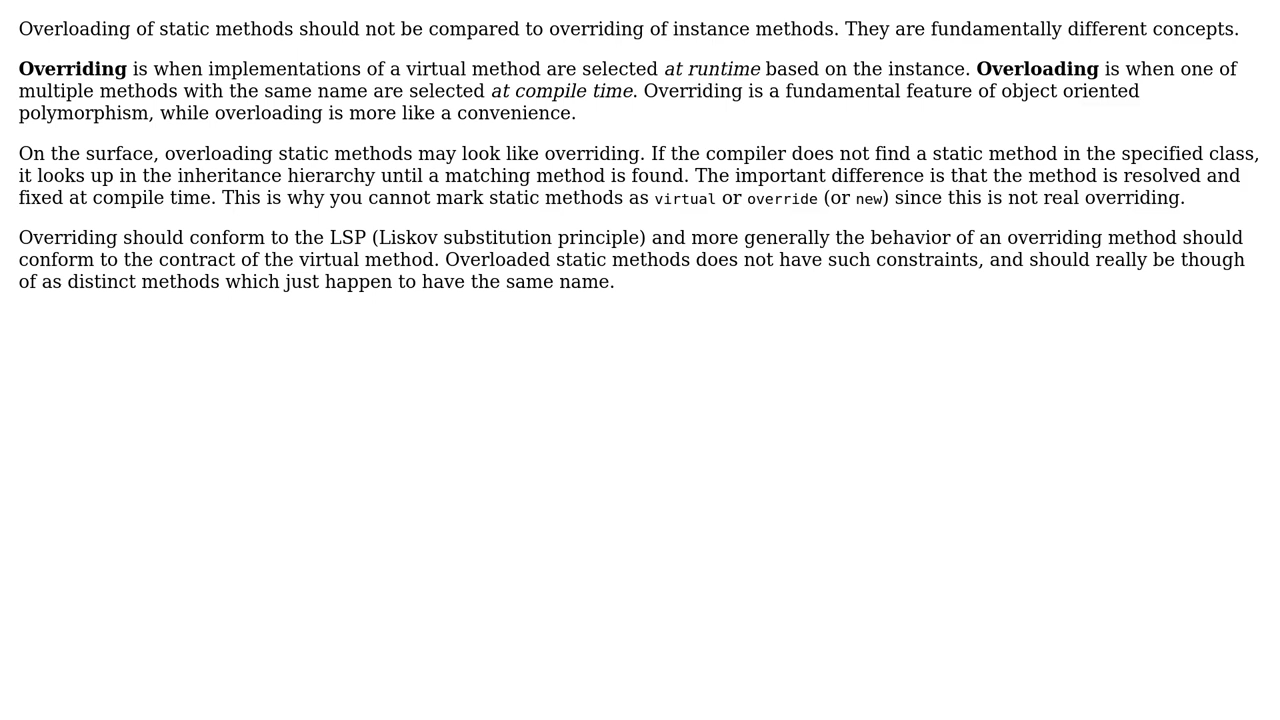 Overloading of static methods should not be compared to overriding of instance methods. They are fundamentally different concepts.
Overriding is when implementations of a virtual method are selected at runtime based on the instance. Overloading is when one of
multiple methods with the same name are selected at compile time. Overriding is a fundamental feature of object oriented
polymorphism, while overloading is more like a convenience.
On the surface, overloading static methods may look like overriding. If the compiler does not find a static method in the specified class,
it looks up in the inheritance hierarchy until a matching method is found. The important difference is that the method is resolved and
fixed at compile time. This is why you cannot mark static methods as virtual or override (or new) since this is not real overriding.
Overriding should conform to the LSP (Liskov substitution principle) and more generally the behavior of an overriding method should
conform to the contract of the virtual method. Overloaded static methods does not have such constraints, and should really be though
of as distinct methods which just happen to have the same name.